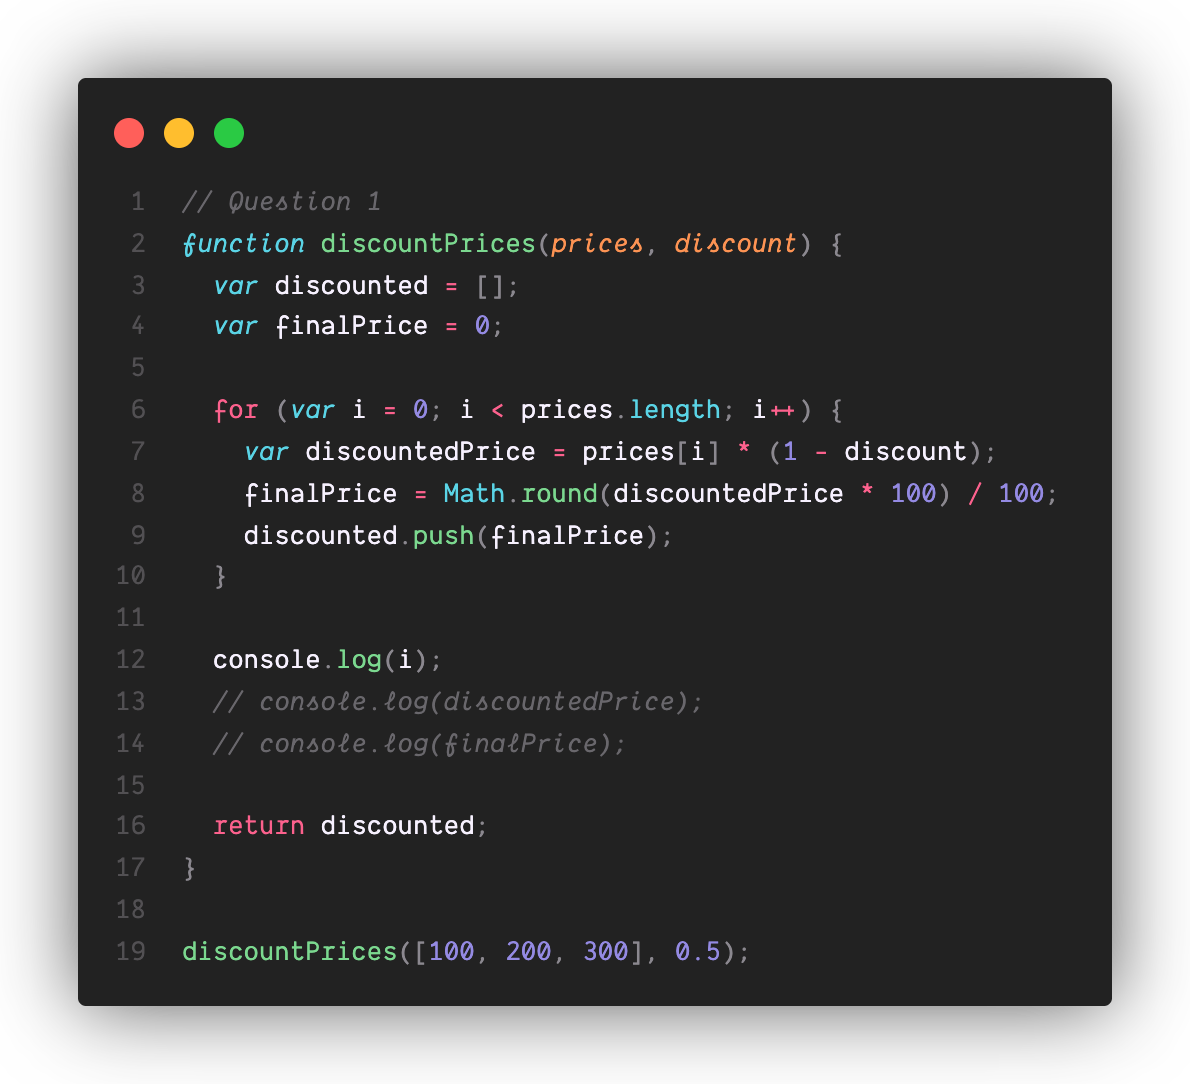 1 // Question 1
2 function discountPrices(prices, discount) {
3   var discounted = [];
4   var finalPrice = 0;
5
6   for (var i = 0; i < prices.length; i++) {
7     var discountedPrice = prices[i] * (1 - discount);
8     finalPrice = Math.round(discountedPrice * 100) / 100;
9     discounted.push(finalPrice);
10   }
11
12   console.log(i);
13   // console.log(discountedPrice);
14   // console.log(finalPrice);
15
16   return discounted;
17 }
18
19 discountPrices([100, 200, 300], 0.5);